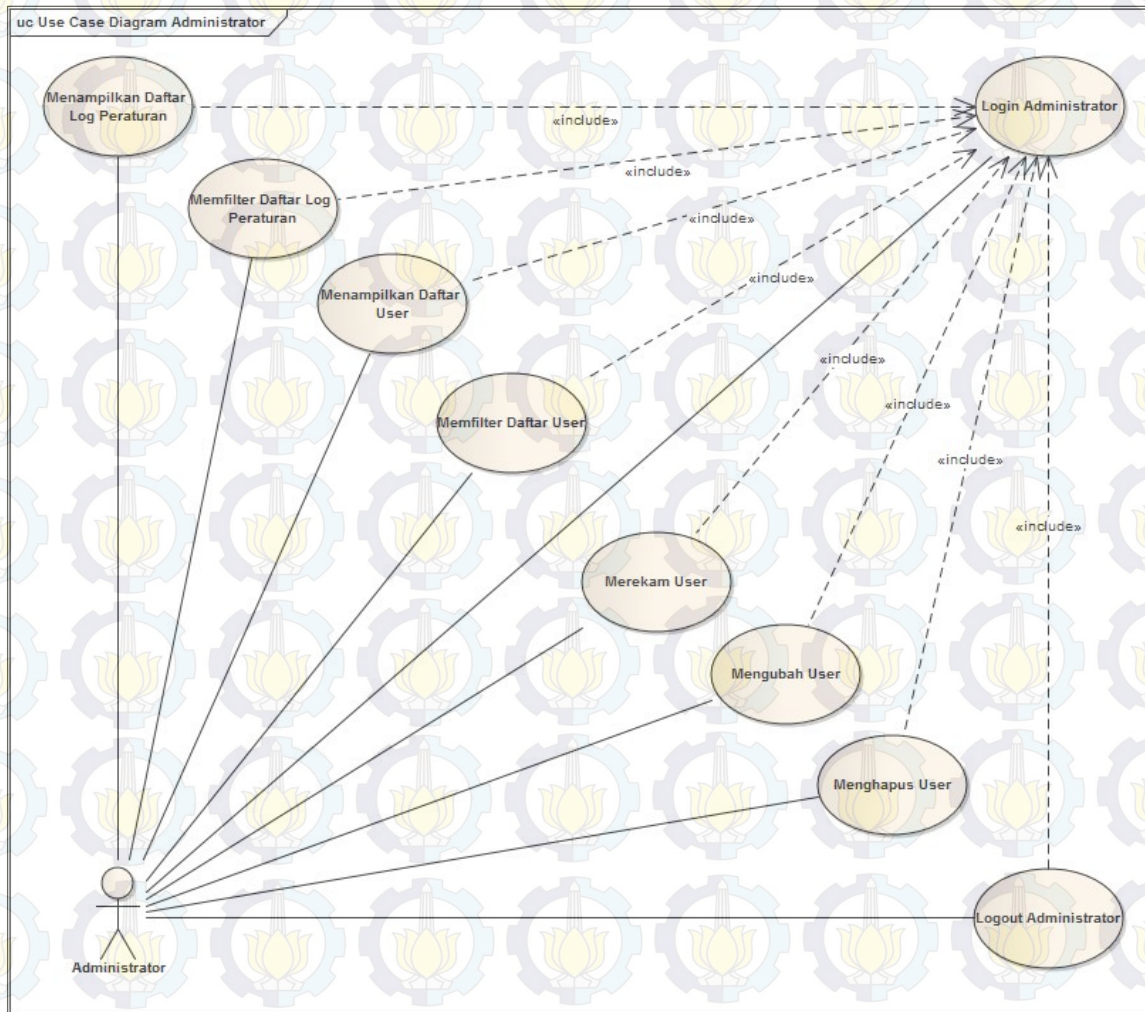 uc Use Case Diagram Administrator
Menampilkan Daftar
Log Peraturan
Login Administrator
«include»
Memfilter Daftar Log
Peraturan
«include»
«include»
Menampilkan Daftar
User
«include»
«include»
Memfilter Daftar User
«include»
«include»
«include»
Merekam User
Mengubah User
Menghapus User
Logout Administrator
Administrator